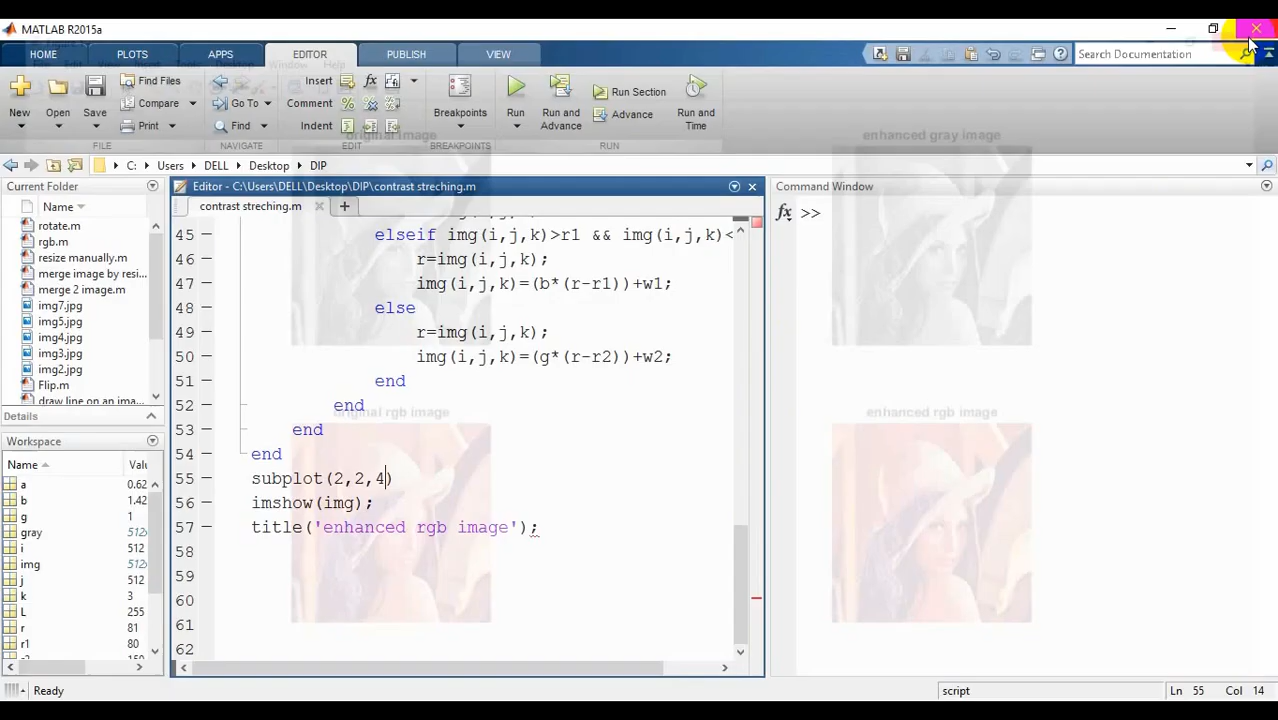 MATLAB R2015a
HOME PLOTS APPS EDITOR PUBLISH VIEW Search Documentation
Find Files Insert fx
New Open Save Compare Go To Comment Breakpoints Run Run and Advance Run Section Run and Time
Print Find Indent Advance
FILE NAVIGATE EDIT BREAKPOINTS RUN
original image enhanced gray image
C: Users DELL Desktop DIP
Current Folder
Name
rotate.m
rgb.m
resize manually.m
merge image by resi...
merge 2 image.m
img7.jpg
img5.jpg
img4.jpg
img3.jpg
img2.jpg
Flip.m
draw line on an ima...
Details
Workspace
Name Valu
a 0.62
b 1.42
g 1
gray 512x
i 512
img 512x
j 512
k 3
L 255
r 81
r1 80
Editor - C:\Users\DELL\Desktop\DIP\contrast streching.m
contrast streching.m
45 elseif img(i,j,k)>r1 && img(i,j,k)<
46 r=img(i,j,k);
47 img(i,j,k)=(b*(r-r1))+w1;
48 else
49 r=img(i,j,k);
50 img(i,j,k)=(g*(r-r2))+w2;
51 end
52 end
53 end
54 end
55 subplot(2,2,4)
56 imshow(img);
57 title('enhanced rgb image');
58
59
60
61
62
original rgb image enhanced rgb image
Command Window
fx >>
Ready script Ln 55 Col 14